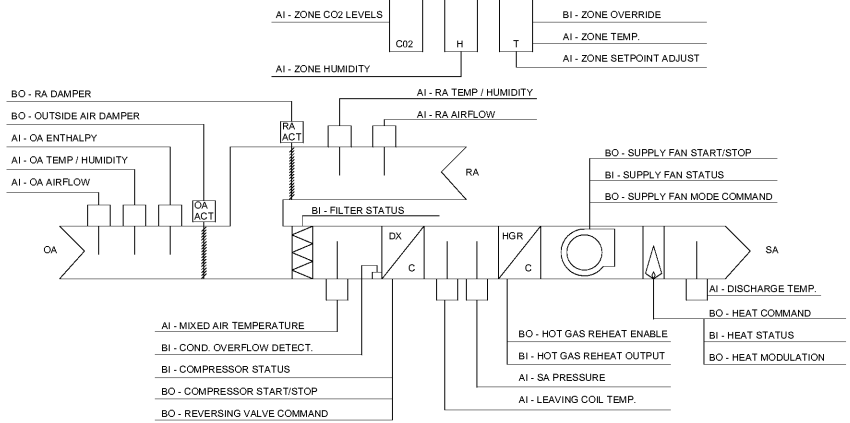 AI - ZONE CO2 LEVELS
C02
H
T
BI - ZONE OVERRIDE
AI - ZONE TEMP.
AI - ZONE SETPOINT ADJUST
AI - ZONE HUMIDITY
BO - RA DAMPER
BO - OUTSIDE AIR DAMPER
AI - OA ENTHALPY
AI - OA TEMP / HUMIDITY
AI - OA AIRFLOW
RA
ACT
AI - RA TEMP / HUMIDITY
AI - RA AIRFLOW
RA
BO - SUPPLY FAN START/STOP
BI - SUPPLY FAN STATUS
BO - SUPPLY FAN MODE COMMAND
OA
ACT
BI - FILTER STATUS
OA
DX
C
HGR
C
SA
AI - DISCHARGE TEMP.
BO - HEAT COMMAND
BI - HEAT STATUS
BO - HEAT MODULATION
AI - MIXED AIR TEMPERATURE
BI - COND. OVERFLOW DETECT.
BI - COMPRESSOR STATUS
BO - COMPRESSOR START/STOP
BO - REVERSING VALVE COMMAND
BO - HOT GAS REHEAT ENABLE
BI - HOT GAS REHEAT OUTPUT
AI - SA PRESSURE
AI - LEAVING COIL TEMP.